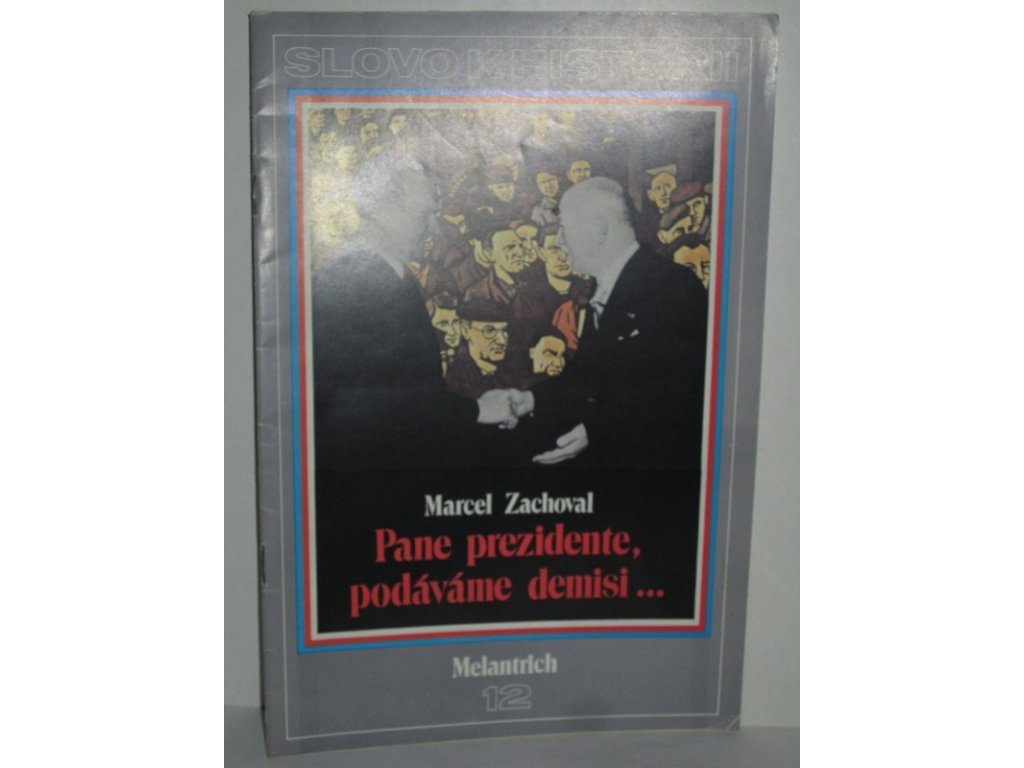 SLOVO K HISTORII
Marcel Zachoval
Pane prezidente,
podáváme demisi...
Melantrich
12